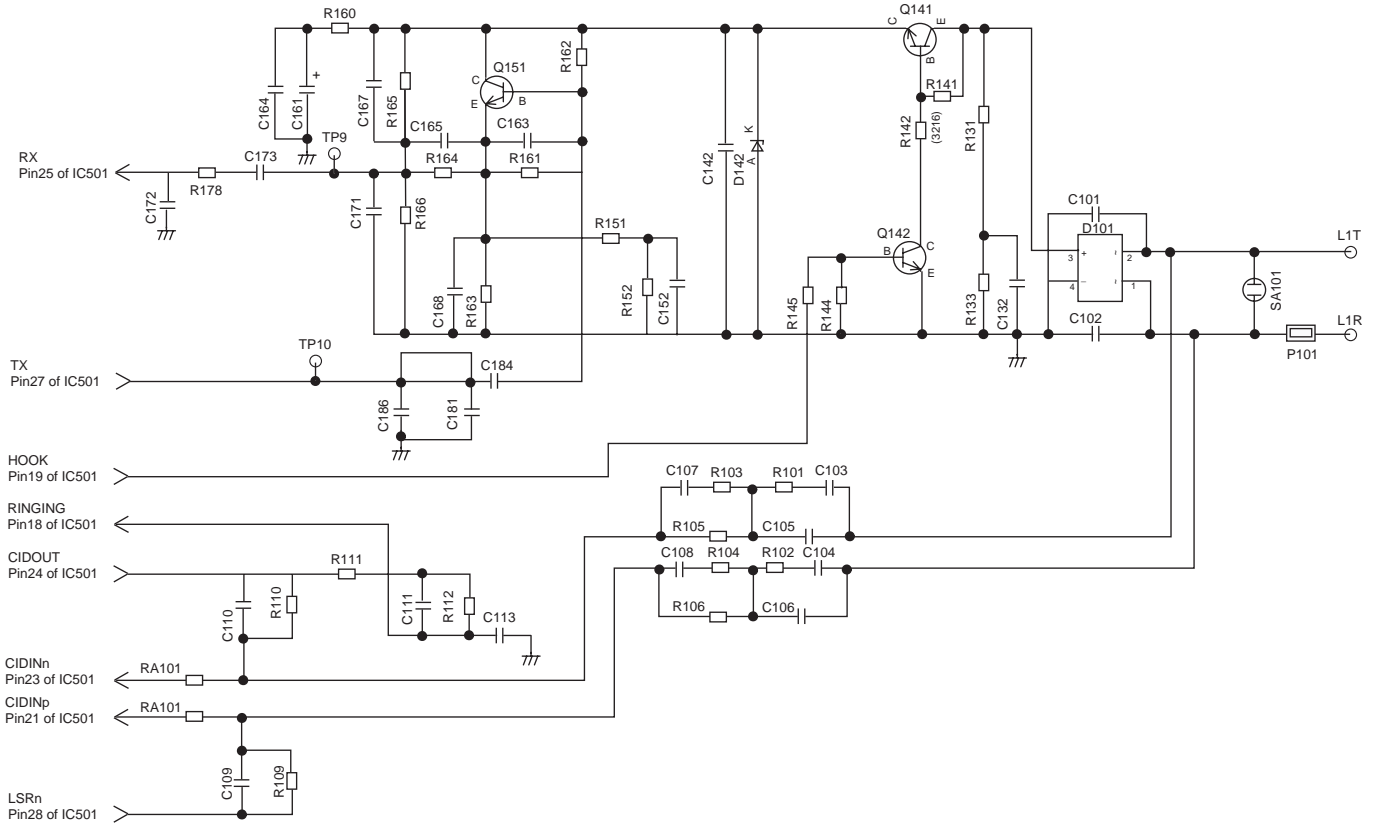 R160
Q141
C
E
B
R141
R142
(3216)
R162
Q151
C
E
B
C164
C161
+
C167
R165
C165
C163
R131
C142
D142
A
K
RX
Pin25 of IC501
C173
TP9
R164
R161
R178
C172
C171
R166
R151
C168
R163
R152
C152
Q142
B
C
E
R145
R144
R133
C132
C101
D101
3
+
~
2
4
–
~
1
C102
L1T
SA101
L1R
P101
TX
Pin27 of IC501
TP10
C184
C186
C181
HOOK
Pin19 of IC501
C107
R103
R101
C103
R105
C105
RINGING
Pin18 of IC501
C108
R104
R102
C104
R106
C106
CIDOUT
Pin24 of IC501
R111
C110
R110
C111
R112
C113
CIDINn
Pin23 of IC501
RA101
CIDINp
Pin21 of IC501
RA101
C109
R109
LSRn
Pin28 of IC501